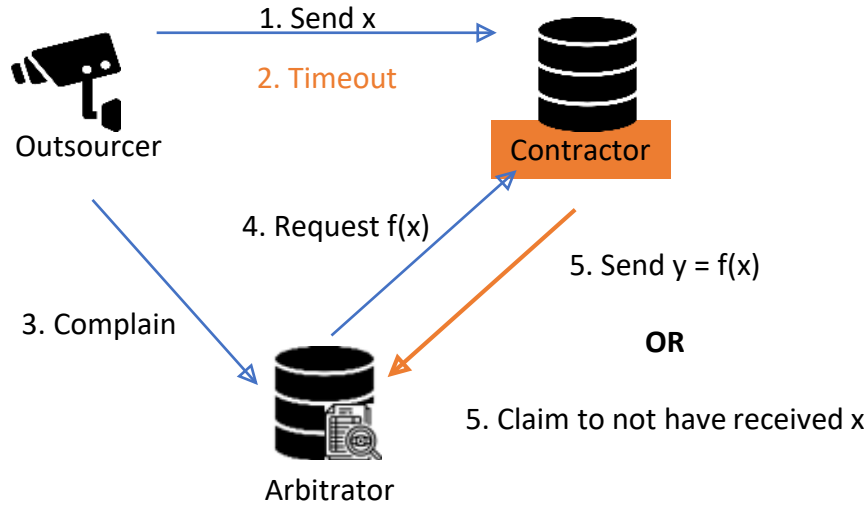 1. Send x
2. Timeout
Outsourcer
Contractor
4. Request f(x)
5. Send y = f(x)
3. Complain
OR
5. Claim to not have received x
Arbitrator